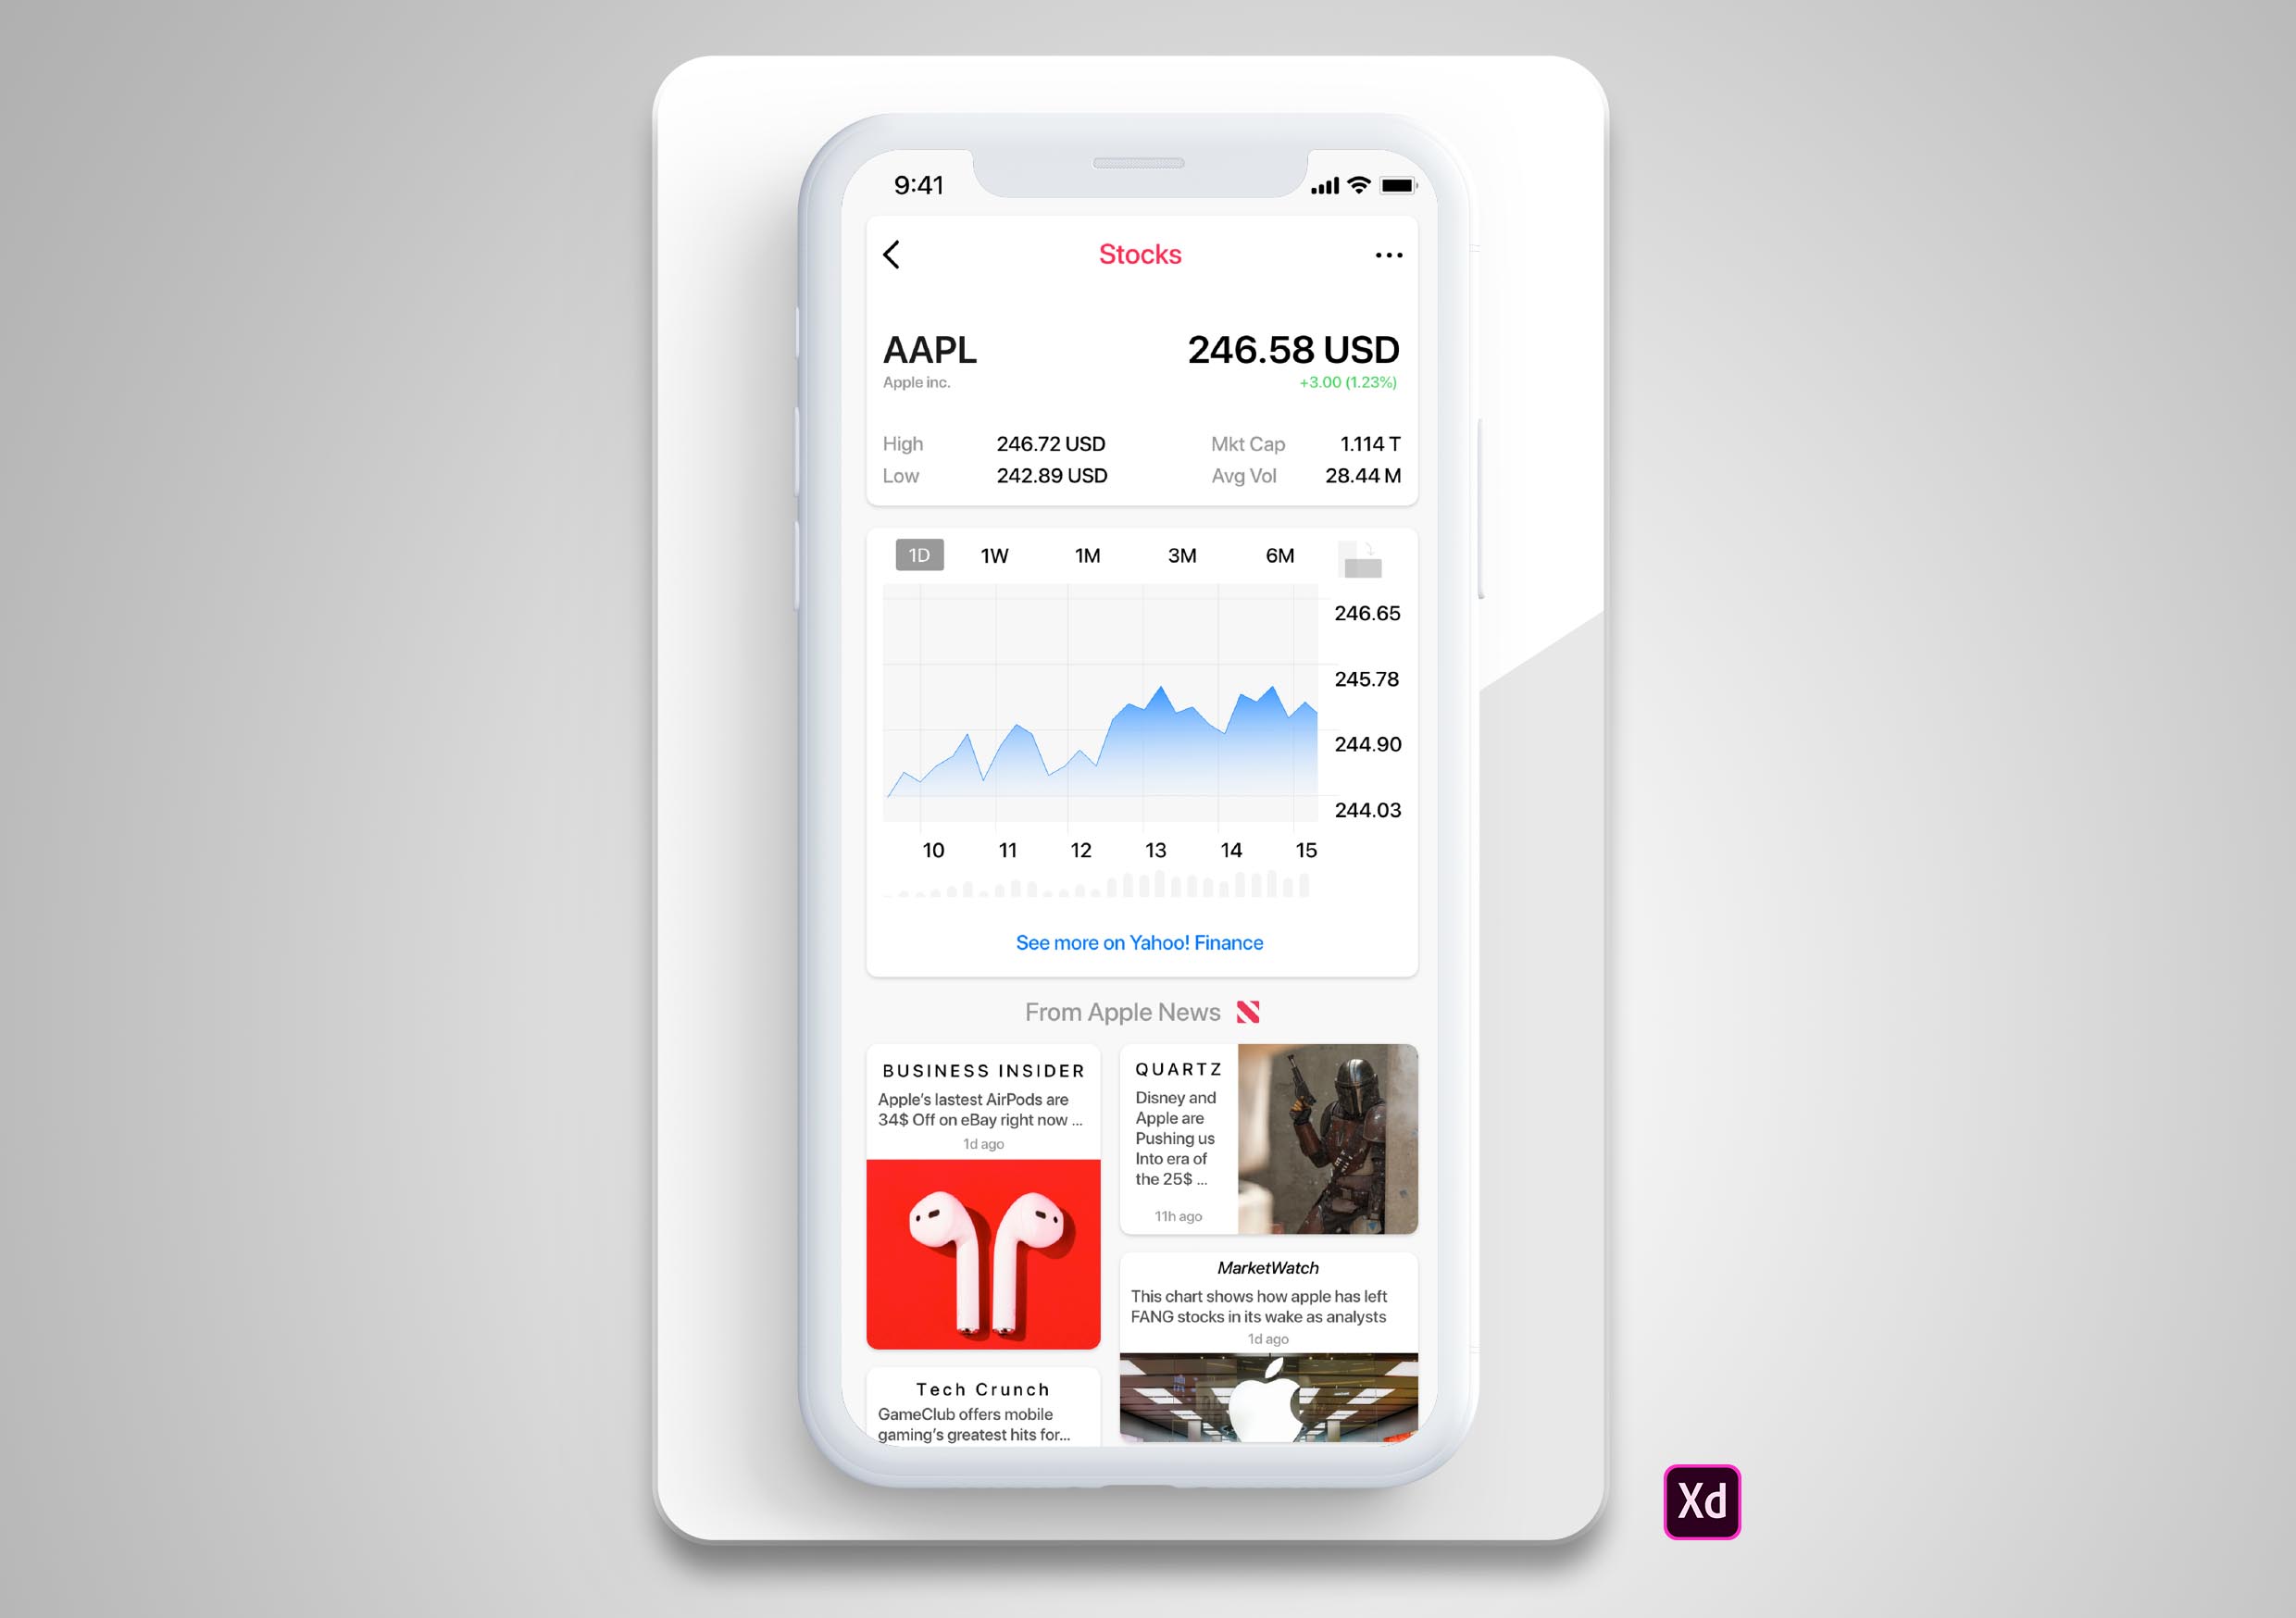 9:41
Stocks
AAPL
246.58 USD
Apple inc.
+3.00 (1.23%)
High 246.72 USD Mkt Cap 1.114 T
Low 242.89 USD Avg Vol 28.44 M
1D 1W 1M 3M 6M
246.65
245.78
244.90
244.03
10 11 12 13 14 15
See more on Yahoo! Finance
From Apple News
BUSINESS INSIDER
Apple's lastest AirPods are
34$ Off on eBay right now ...
1d ago
QUARTZ
Disney and
Apple are
Pushing us
Into era of
the 25$ ...
11h ago
MarketWatch
This chart shows how apple has left
FANG stocks in its wake as analysts
1d ago
Tech Crunch
GameClub offers mobile
gaming's greatest hits for...
Xd